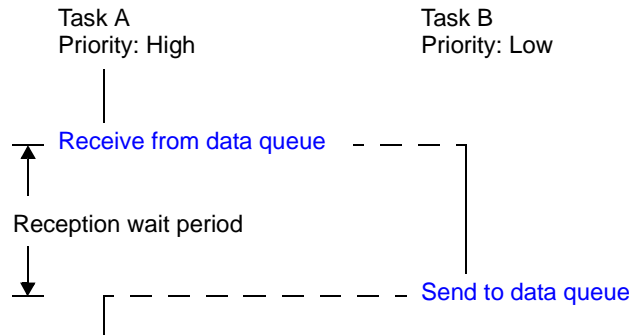 Task A
Priority: High
Task B
Priority: Low
Receive from data queue
Reception wait period
Send to data queue